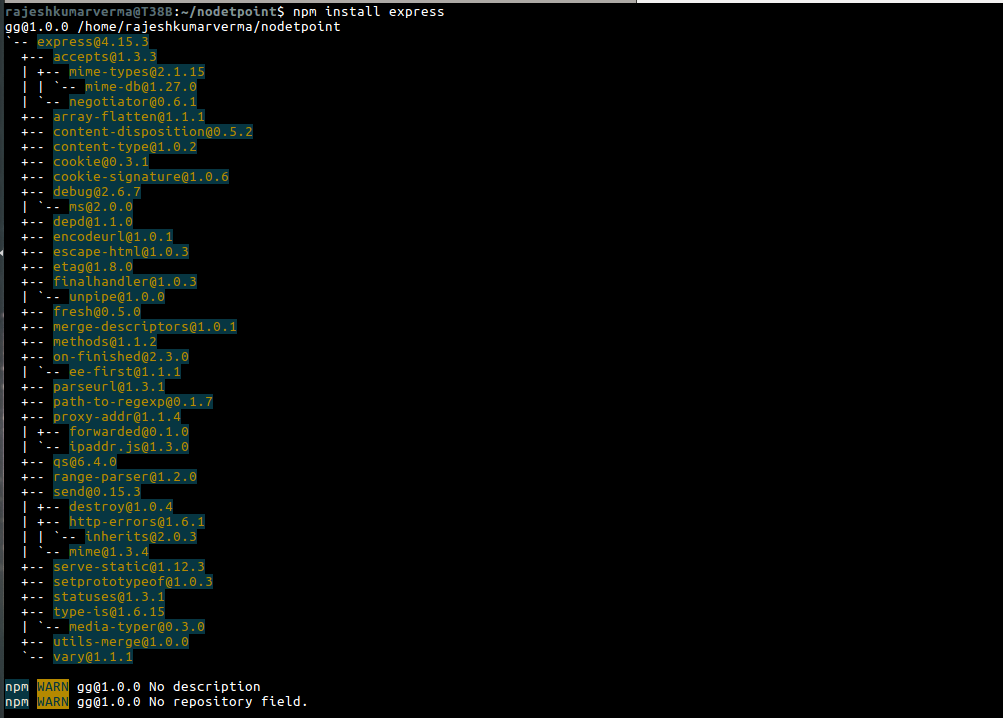 rajeshkumarverma@T38B:~/nodetpoint$ npm install express
gg@1.0.0 /home/rajeshkumarverma/nodetpoint
`-- express@4.15.3
  +-- accepts@1.3.3
  | +-- mime-types@2.1.15
  | | `-- mime-db@1.27.0
  | `-- negotiator@0.6.1
  +-- array-flatten@1.1.1
  +-- content-disposition@0.5.2
  +-- content-type@1.0.2
  +-- cookie@0.3.1
  +-- cookie-signature@1.0.6
  +-- debug@2.6.7
  | `-- ms@2.0.0
  +-- depd@1.1.0
  +-- encodeurl@1.0.1
  +-- escape-html@1.0.3
  +-- etag@1.8.0
  +-- finalhandler@1.0.3
  | `-- unpipe@1.0.0
  +-- fresh@0.5.0
  +-- merge-descriptors@1.0.1
  +-- methods@1.1.2
  +-- on-finished@2.3.0
  | `-- ee-first@1.1.1
  +-- parseurl@1.3.1
  +-- path-to-regexp@0.1.7
  +-- proxy-addr@1.1.4
  | +-- forwarded@0.1.0
  | `-- ipaddr.js@1.3.0
  +-- qs@6.4.0
  +-- range-parser@1.2.0
  +-- send@0.15.3
  | +-- destroy@1.0.4
  | +-- http-errors@1.6.1
  | | `-- inherits@2.0.3
  | `-- mime@1.3.4
  +-- serve-static@1.12.3
  +-- setprototypeof@1.0.3
  +-- statuses@1.3.1
  +-- type-is@1.6.15
  | `-- media-typer@0.3.0
  +-- utils-merge@1.0.0
  `-- vary@1.1.1
npm WARN gg@1.0.0 No description
npm WARN gg@1.0.0 No repository field.